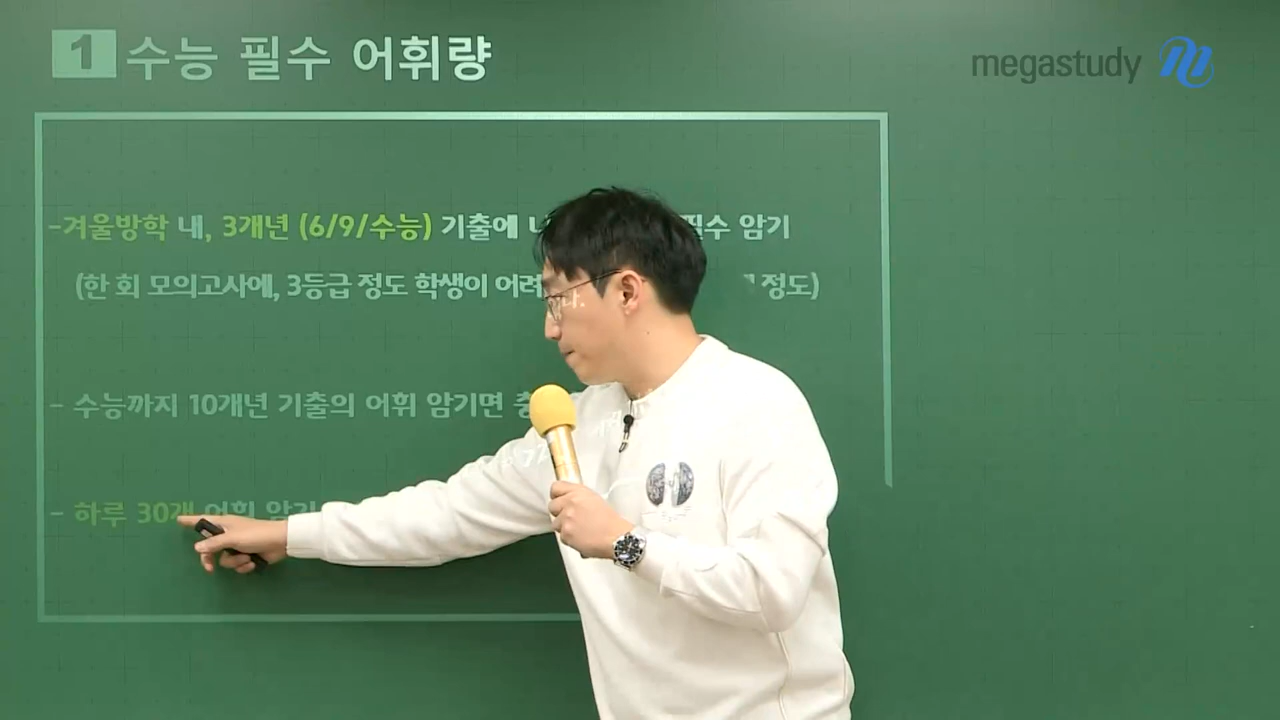 1 수능 필수 어휘량
megastudy
-겨울방학 내, 3개년 (6/9/수능) 기출에 필수 암기
(한 회 모의고사에, 3등급 정도 학생이 정도)
- 수능까지 10개년 기출의 어휘 암기면
- 하루 30개 어휘 암기